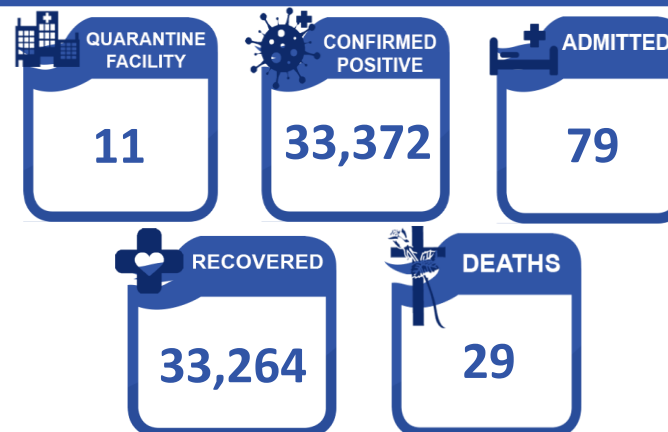 QUARANTINE
FACILITY
11
CONFIRMED
POSITIVE
33,372
ADMITTED
79
RECOVERED
33,264
DEATHS
29